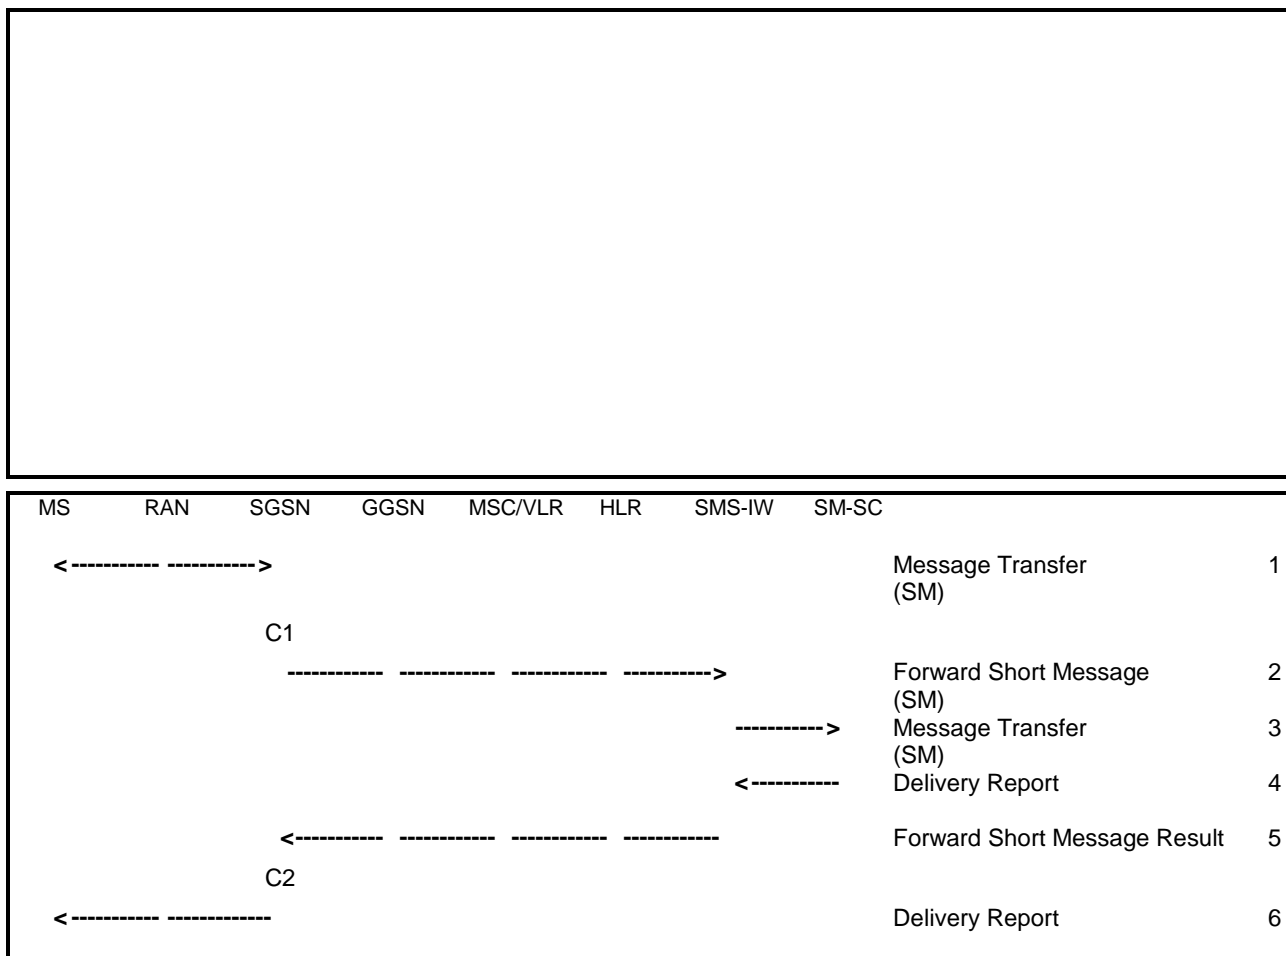 MS RAN SGSN GGSN MSC/VLR HLR SMS-IW SM-SC
<----------- -----------> Message Transfer 1
(SM)
C1
------------ ------------ ------------ -----------> Forward Short Message 2
(SM)
-----------> Message Transfer 3
(SM)
<----------- Delivery Report 4
<----------- ------------ ------------ ------------ Forward Short Message Result 5
C2
<----------- ------------- Delivery Report 6